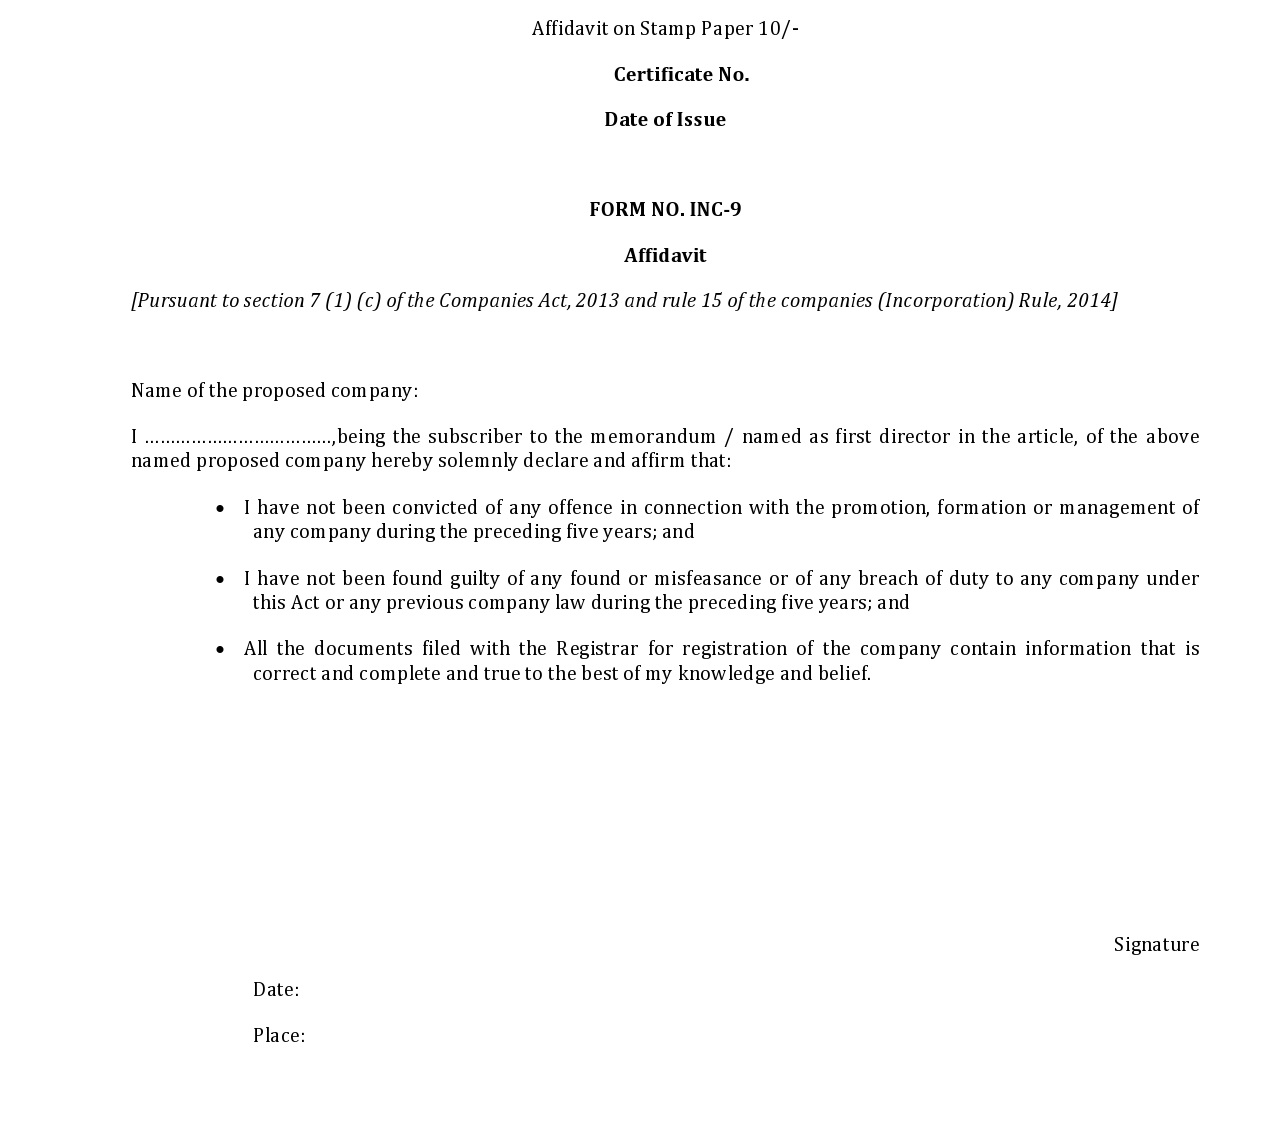 Affidavit on Stamp Paper 10/-
Certificate No.
Date of Issue
FORM NO. INC-9
Affidavit
[Pursuant to section 7 (1) (c) of the Companies Act, 2013 and rule 15 of the companies (Incorporation) Rule, 2014]
Name of the proposed company:
I ………………………………,being the subscriber to the memorandum / named as first director in the article, of the above
named proposed company hereby solemnly declare and affirm that:
• I have not been convicted of any offence in connection with the promotion, formation or management of
any company during the preceding five years; and
• I have not been found guilty of any found or misfeasance or of any breach of duty to any company under
this Act or any previous company law during the preceding five years; and
• All the documents filed with the Registrar for registration of the company contain information that is
correct and complete and true to the best of my knowledge and belief.
Signature
Date:
Place: